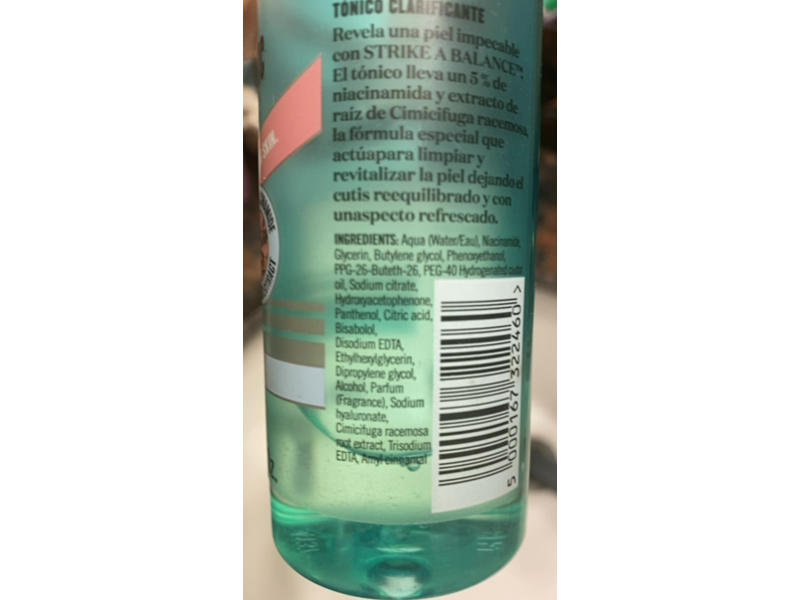 TÓNICO CLARIFICANTE
Revela una piel impecable
con STRIKE A BALANCE™.
El tónico lleva un 5% de
niacinamida y extracto de
raíz de Cimicifuga racemosa,
la fórmula especial que
actúapara limpiar y
revitalizar la piel dejando el
cutis reequilibrado y con
unaspecto refrescado.
INGREDIENTS: Aqua (Water/Eau), Niacinamide,
Glycerin, Butylene glycol, Phenoxyethanol,
PPG-26-Buteth-26, PEG-40 Hydrogenated castor
oil, Sodium citrate,
Hydroxyacetophenone,
Panthenol, Citric acid,
Bisabolol,
Disodium EDTA,
Ethylhexylglycerin,
Dipropylene glycol,
Alcohol, Parfum
(Fragrance), Sodium
hyaluronate,
Cimicifuga racemosa
root extract, Trisodium
EDTA, Amyl cinnamal
5 000167 322460 >
SKIN.